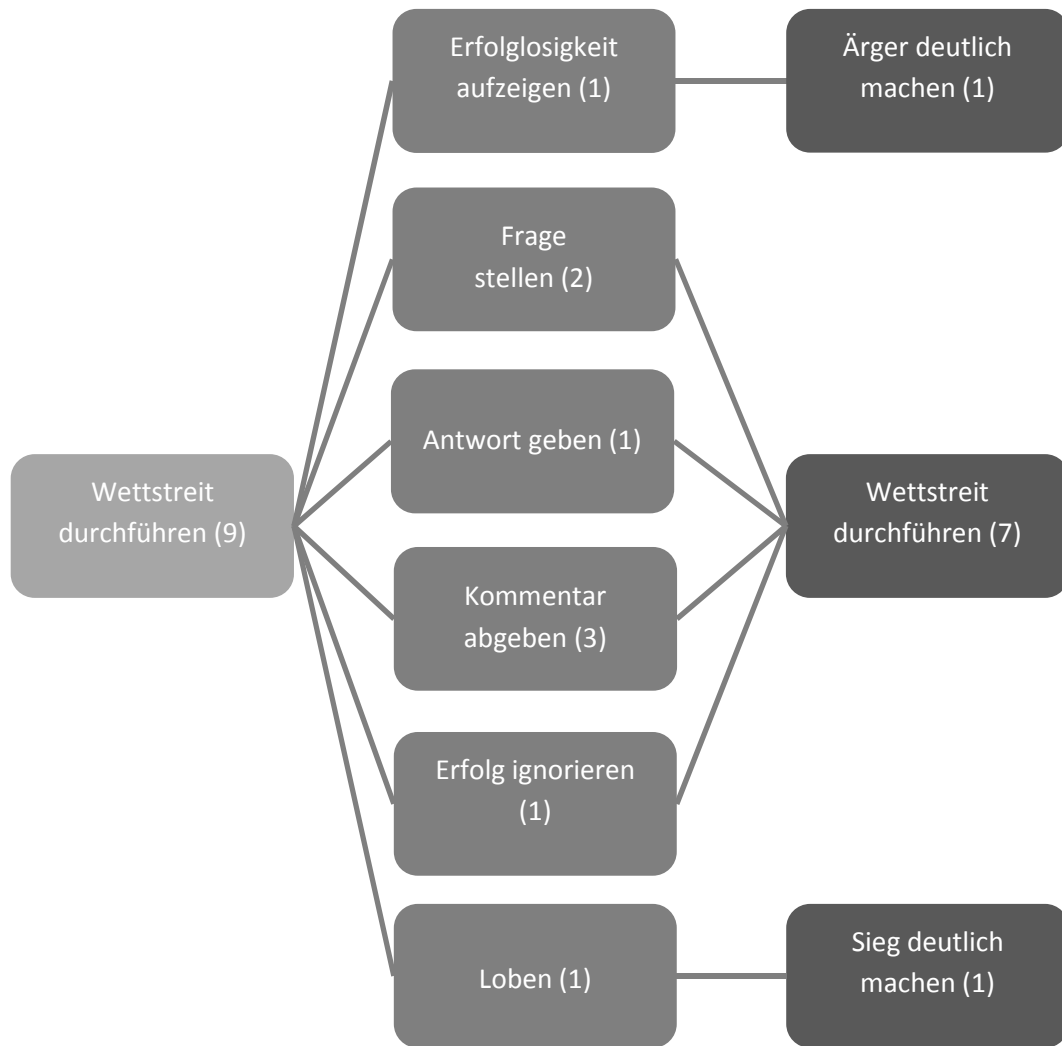 Erfolglosigkeit
aufzeigen (1)
Ärger deutlich
machen (1)
Frage
stellen (2)
Antwort geben (1)
Wettstreit
durchführen (9)
Wettstreit
durchführen (7)
Kommentar
abgeben (3)
Erfolg ignorieren
(1)
Loben (1)
Sieg deutlich
machen (1)